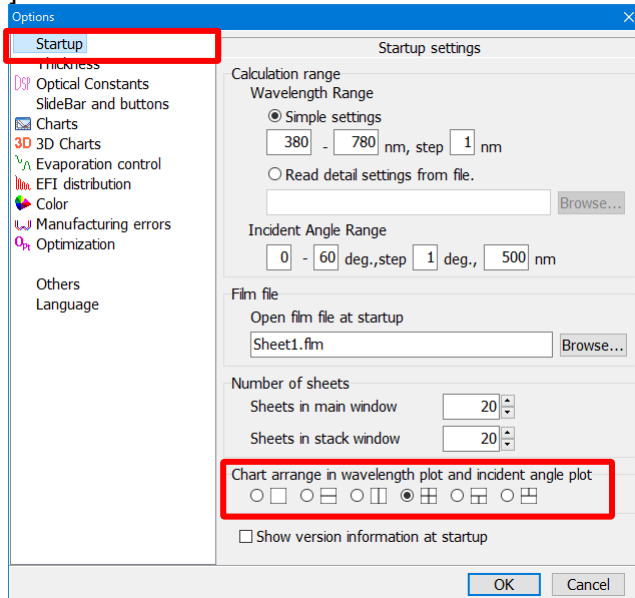 ]
Options
Startup
Thickness
DSP Optical Constants
SlideBar and buttons
Charts
3D 3D Charts
Evaporation control
EFI distribution
Color
Manufacturing errors
OPt Optimization
Others
Language
Startup settings
Calculation range
Wavelength Range
Simple settings
380 - 780 nm, step 1 nm
Read detail settings from file.
Browse...
Incident Angle Range
0 - 60 deg.,step 1 deg., 500 nm
Film file
Open film file at startup
Sheet1.flm Browse...
Number of sheets
Sheets in main window 20
Sheets in stack window 20
Chart arrange in wavelength plot and incident angle plot
Show version information at startup
OK Cancel